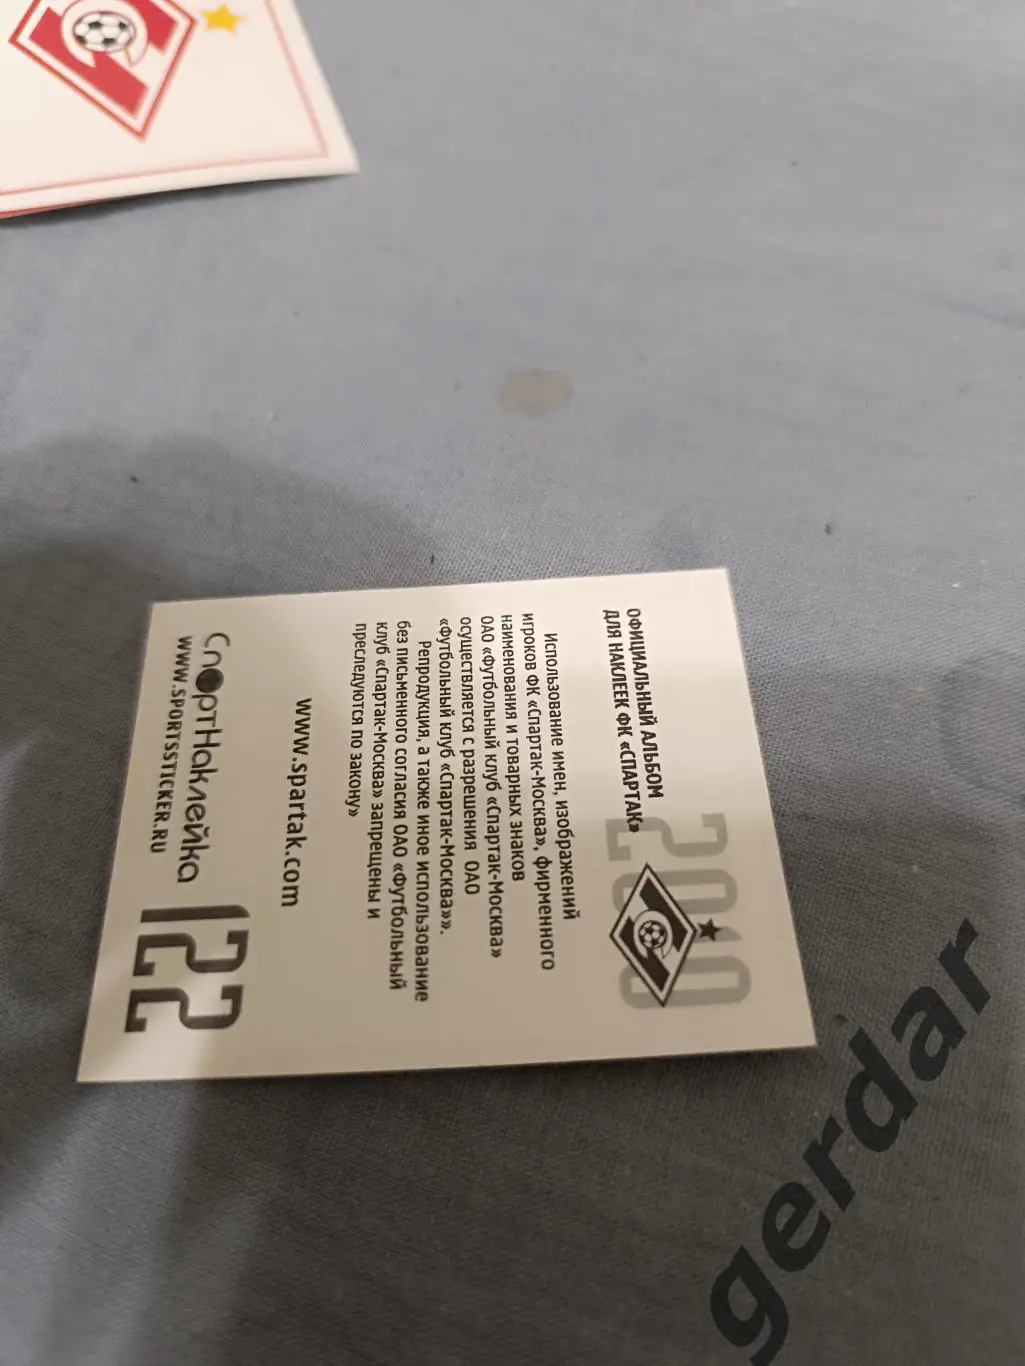 ОФИЦИАЛЬНЫЙ АЛЬБОМ
ДЛЯ НАКЛЕЕК ФК «СПАРТАК»
2010
Использование имен, изображений
игроков ФК «Спартак-Москва», фирменного
наименования и товарных знаков
ОАО «Футбольный клуб «Спартак-Москва»
осуществляется с разрешения ОАО
«Футбольный клуб «Спартак-Москва»».
Репродукция, а также иное использование
без письменного согласия ОАО «Футбольный
клуб «Спартак-Москва» запрещены и
преследуются по закону»
www.spartak.com
СпортНаклейка
WWW.SPORTSSTICKER.RU
122
gerdar